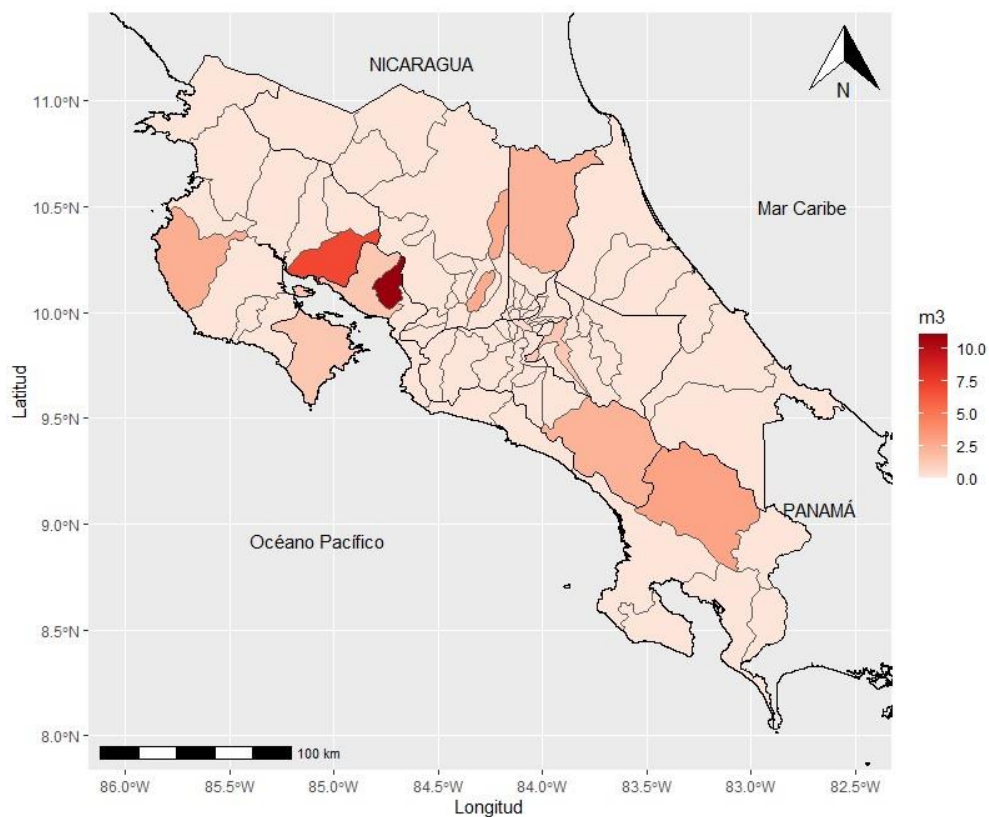 NICARAGUA
N
11.0°N
10.5°N
10.0°N
9.5°N
9.0°N
8.5°N
8.0°N
Latitud
Mar Caribe
PANAMÁ
Océano Pacífico
100 km
86.0°W 85.5°W 85.0°W 84.5°W 84.0°W 83.5°W 83.0°W 82.5°W
Longitud
m3
10.0
7.5
5.0
2.5
0.0